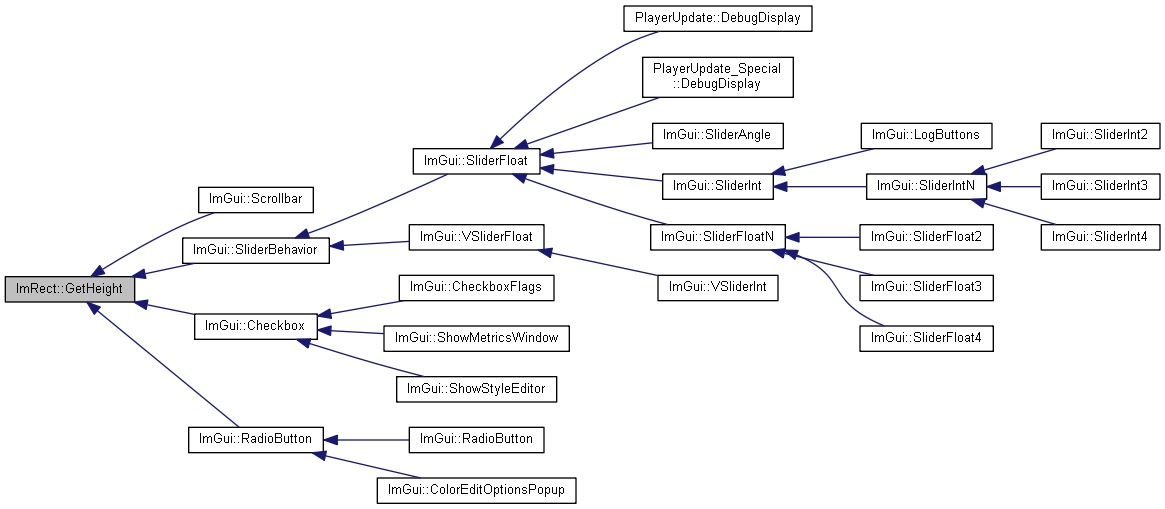 PlayerUpdate::DebugDisplay
PlayerUpdate_Special
::DebugDisplay
ImGui::SliderAngle
ImGui::LogButtons
ImGui::SliderInt2
ImGui::SliderFloat
ImGui::SliderInt
ImGui::SliderIntN
ImGui::SliderInt3
ImGui::Scrollbar
ImGui::SliderBehavior
ImGui::VSliderFloat
ImGui::SliderFloatN
ImGui::SliderFloat2
ImGui::SliderInt4
ImRect::GetHeight
ImGui::CheckboxFlags
ImGui::VSliderInt
ImGui::SliderFloat3
ImGui::Checkbox
ImGui::ShowMetricsWindow
ImGui::SliderFloat4
ImGui::ShowStyleEditor
ImGui::RadioButton
ImGui::RadioButton
ImGui::ColorEditOptionsPopup